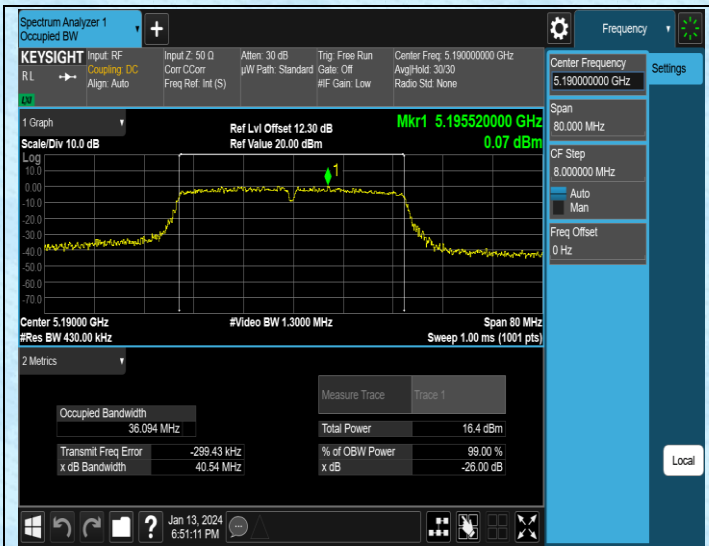 Spectrum Analyzer 1
Occupied BW
Frequency
KEYSIGHT
RL
LXI
Input: RF
Coupling: DC
Align: Auto
Input Z: 50 Ω
Corr CCorr
Freq Ref: Int (S)
Atten: 30 dB
µW Path: Standard
Trig: Free Run
Gate: Off
#IF Gain: Low
Center Freq: 5.190000000 GHz
Avg|Hold: 30/30
Radio Std: None
Center Frequency
5.190000000 GHz
Settings
Span
80.000 MHz
CF Step
8.000000 MHz
Auto
Man
Freq Offset
0 Hz
Local
1 Graph
Scale/Div 10.0 dB
Ref Lvl Offset 12.30 dB
Ref Value 20.00 dBm
Mkr1 5.195520000 GHz
0.07 dBm
Log
1
10.0
0.00
-10.0
-20.0
-30.0
-40.0
-50.0
-60.0
-70.0
Center 5.19000 GHz
#Res BW 430.00 kHz
#Video BW 1.3000 MHz
Span 80 MHz
Sweep 1.00 ms (1001 pts)
2 Metrics
Measure Trace
Trace 1
Occupied Bandwidth
36.094 MHz
Total Power
16.4 dBm
Transmit Freq Error
-299.43 kHz
% of OBW Power
99.00 %
x dB Bandwidth
40.54 MHz
x dB
-26.00 dB
?
Jan 13, 2024
6:51:11 PM